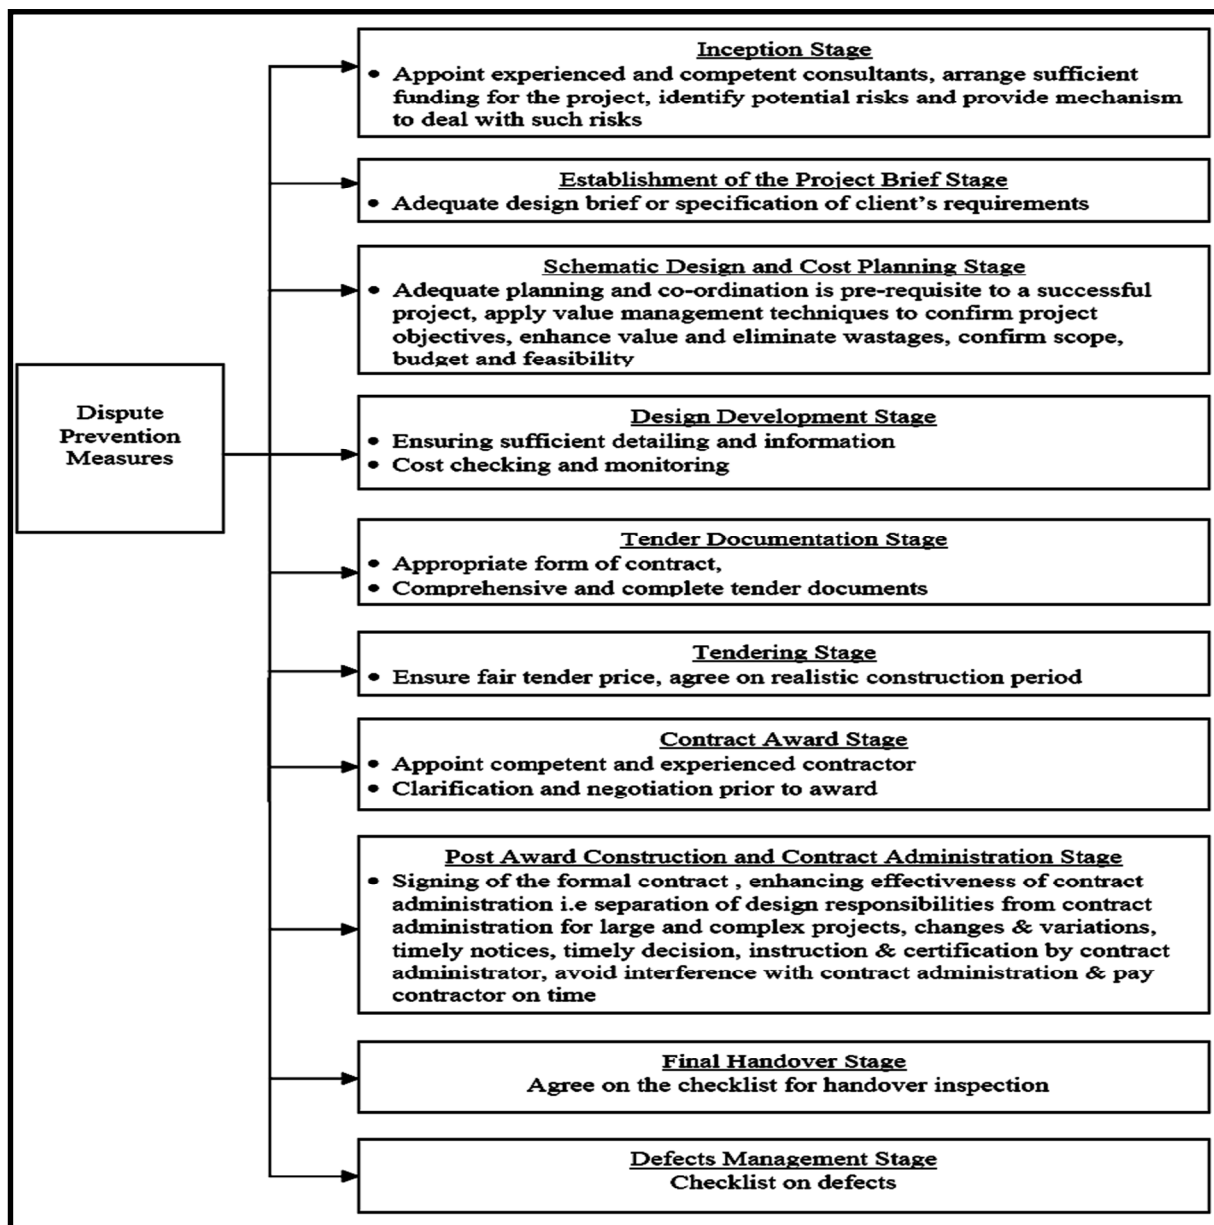 Inception Stage
• Appoint experienced and competent consultants, arrange sufficient
funding for the project, identify potential risks and provide mechanism
to deal with such risks
Establishment of the Project Brief Stage
• Adequate design brief or specification of client's requirements
Schematic Design and Cost Planning Stage
• Adequate planning and co-ordination is pre-requisite to a successful
project, apply value management techniques to confirm project
objectives, enhance value and eliminate wastages, confirm scope,
budget and feasibility
Dispute
Prevention
Measures
Design Development Stage
• Ensuring sufficient detailing and information
• Cost checking and monitoring
Tender Documentation Stage
• Appropriate form of contract,
• Comprehensive and complete tender documents
Tendering Stage
• Ensure fair tender price, agree on realistic construction period
Contract Award Stage
• Appoint competent and experienced contractor
• Clarification and negotiation prior to award
Post Award Construction and Contract Administration Stage
• Signing of the formal contract , enhancing effectiveness of contract
administration i.e separation of design responsibilities from contract
administration for large and complex projects, changes & variations,
timely notices, timely decision, instruction & certification by contract
administrator, avoid interference with contract administration & pay
contractor on time
Final Handover Stage
Agree on the checklist for handover inspection
Defects Management Stage
Checklist on defects